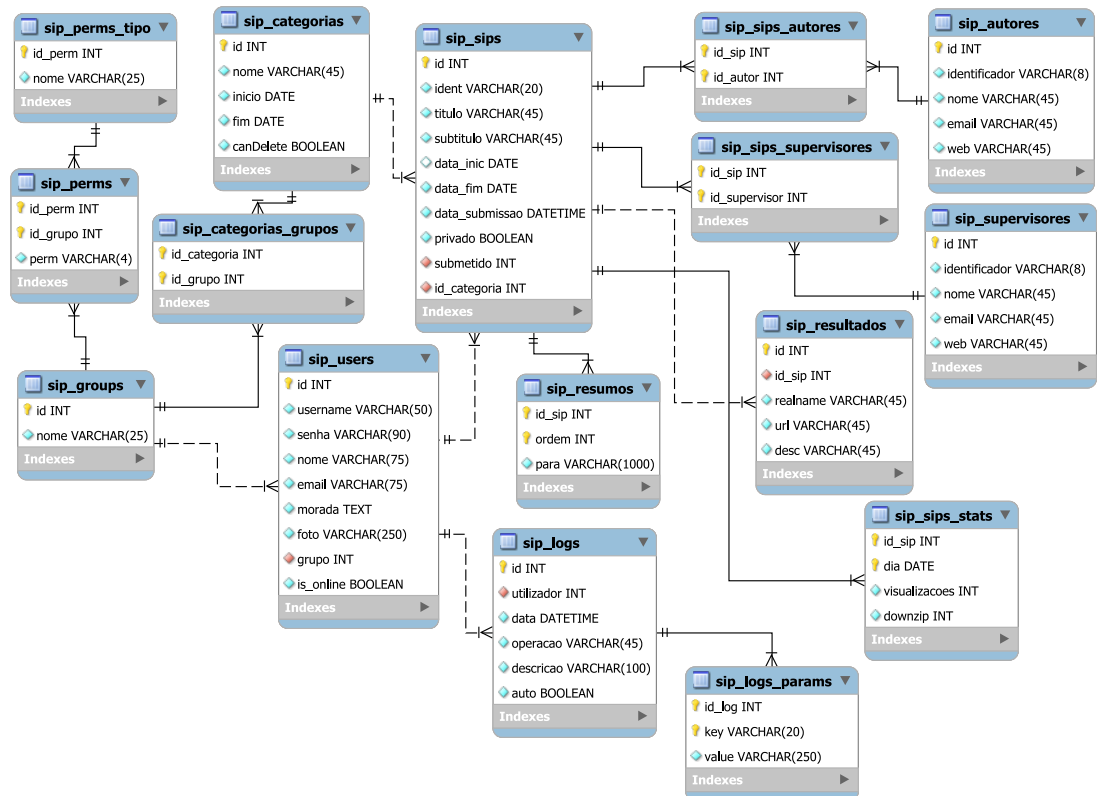 sip_perms_tipo
id_perm INT
nome VARCHAR(25)
Indexes
sip_categorias
id INT
nome VARCHAR(45)
inicio DATE
fim DATE
canDelete BOOLEAN
Indexes
sip_sips
id INT
ident VARCHAR(20)
titulo VARCHAR(45)
subtitulo VARCHAR(45)
data_inic DATE
data_fim DATE
data_submissao DATETIME
privado BOOLEAN
submetido INT
id_categoria INT
Indexes
sip_sips_autores
id_sip INT
id_autor INT
Indexes
sip_autores
id INT
identificador VARCHAR(8)
nome VARCHAR(45)
email VARCHAR(45)
web VARCHAR(45)
Indexes
sip_perms
id_perm INT
id_grupo INT
perm VARCHAR(4)
Indexes
sip_categorias_grupos
id_categoria INT
id_grupo INT
Indexes
sip_sips_supervisores
id_sip INT
id_supervisor INT
Indexes
sip_supervisores
id INT
identificador VARCHAR(8)
nome VARCHAR(45)
email VARCHAR(45)
web VARCHAR(45)
Indexes
sip_groups
id INT
nome VARCHAR(25)
Indexes
sip_users
id INT
username VARCHAR(50)
senha VARCHAR(90)
nome VARCHAR(75)
email VARCHAR(75)
morada TEXT
foto VARCHAR(250)
grupo INT
is_online BOOLEAN
Indexes
sip_resumos
id_sip INT
ordem INT
para VARCHAR(1000)
Indexes
sip_resultados
id INT
id_sip INT
realname VARCHAR(45)
url VARCHAR(45)
desc VARCHAR(45)
Indexes
sip_logs
id INT
utilizador INT
data DATETIME
operacao VARCHAR(45)
descricao VARCHAR(100)
auto BOOLEAN
Indexes
sip_sips_stats
id_sip INT
dia DATE
visualizacoes INT
downzip INT
Indexes
sip_logs_params
id_log INT
key VARCHAR(20)
value VARCHAR(250)
Indexes